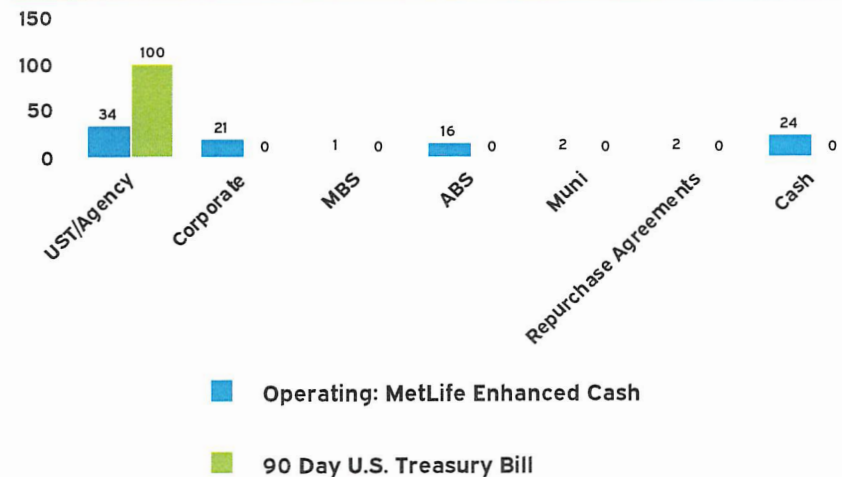 150
100
50
0
34 100 21 0 1 0 16 0 2 0 2 0 24 0
UST/Agency
Corporate
MBS
ABS
Muni
Repurchase Agreements
Cash
Operating: MetLife Enhanced Cash
90 Day U.S. Treasury Bill